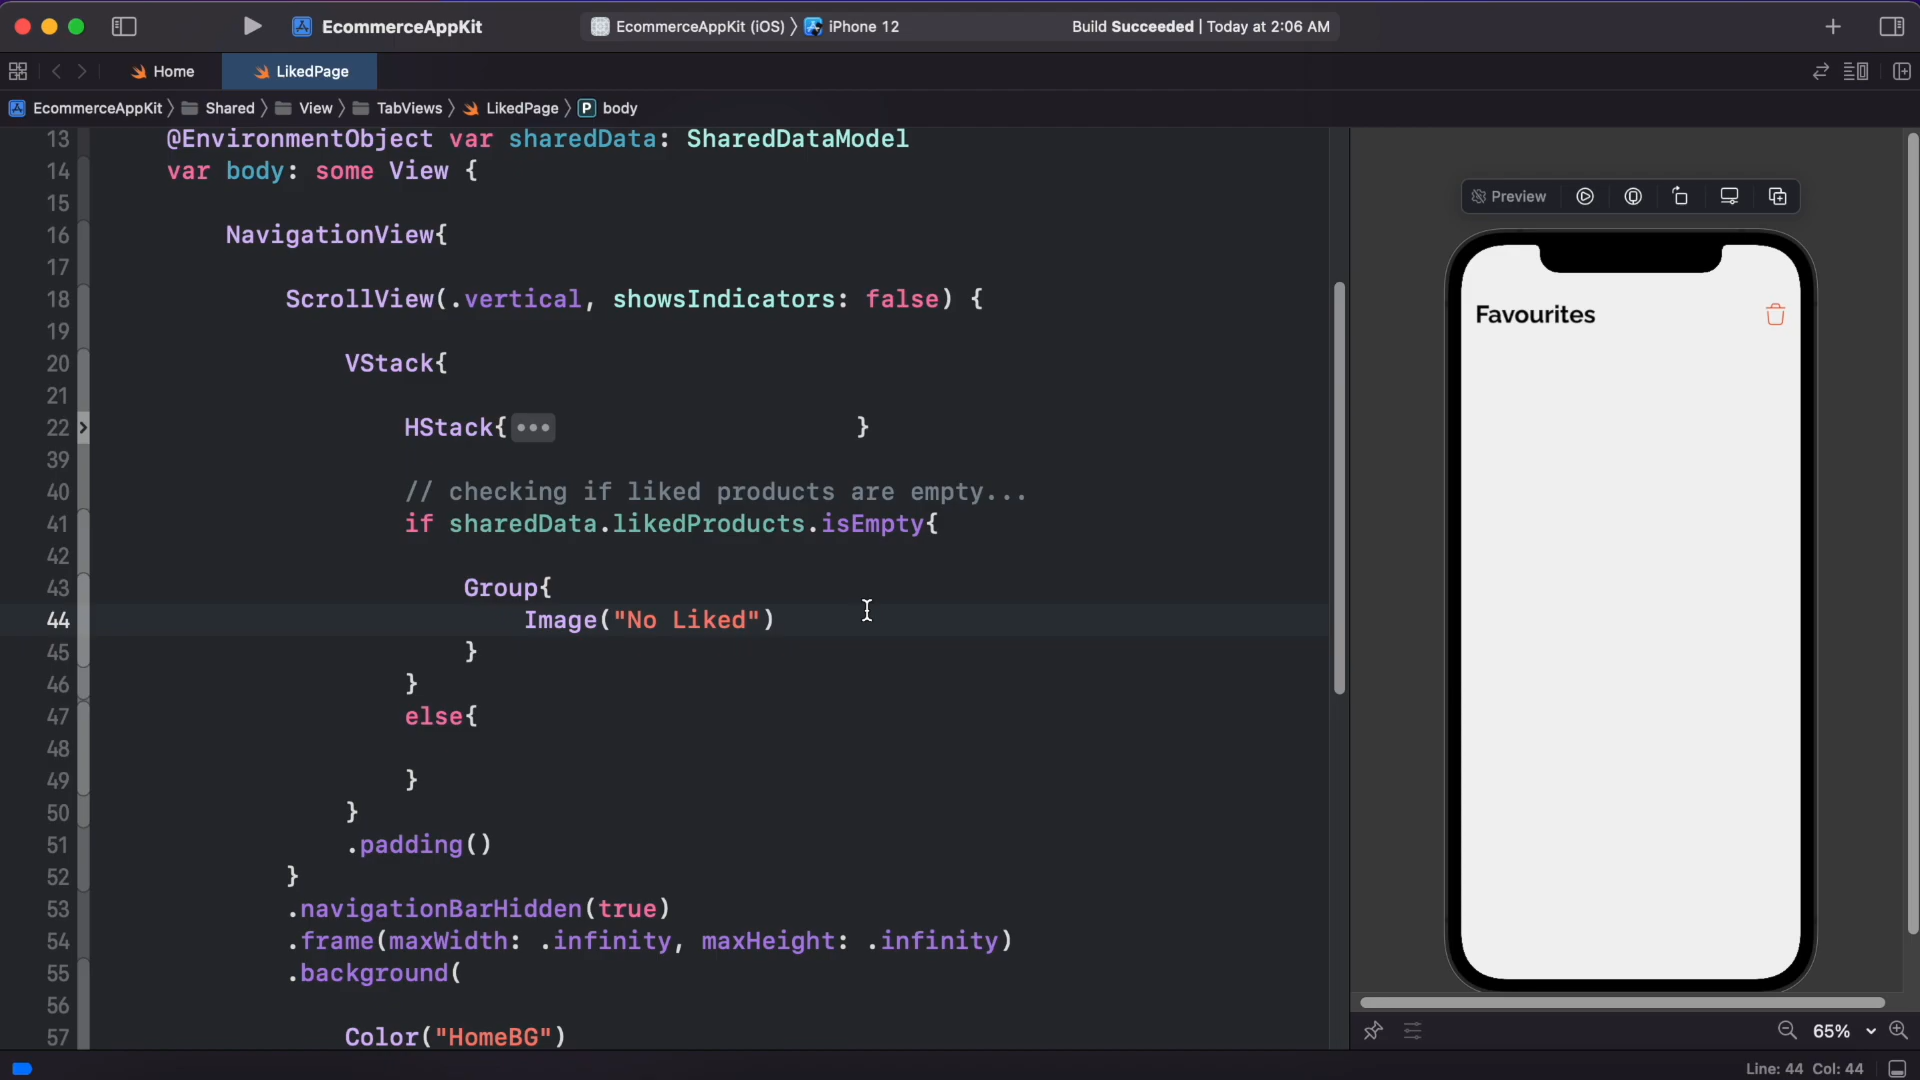 EcommerceAppKit
EcommerceAppKit (iOS) 〉 iPhone 12
Build Succeeded | Today at 2:06 AM
Home
LikedPage
EcommerceAppKit 〉 Shared 〉 View 〉 TabViews 〉 LikedPage 〉 P body
13 @EnvironmentObject var sharedData: SharedDataModel
14 var body: some View {
15
16 NavigationView{
17
18 ScrollView(.vertical, showsIndicators: false) {
19
20 VStack{
21
22 HStack{••• }
39
40 // checking if liked products are empty...
41 if sharedData.likedProducts.isEmpty{
42
43 Group{
44 Image("No Liked")
45 }
46 }
47 else{
48
49 }
50 }
51 .padding()
52 }
53 .navigationBarHidden(true)
54 .frame(maxWidth: .infinity, maxHeight: .infinity)
55 .background(
56
57 Color("HomeBG")
Preview
Favourites
65%
Line: 44 Col: 44